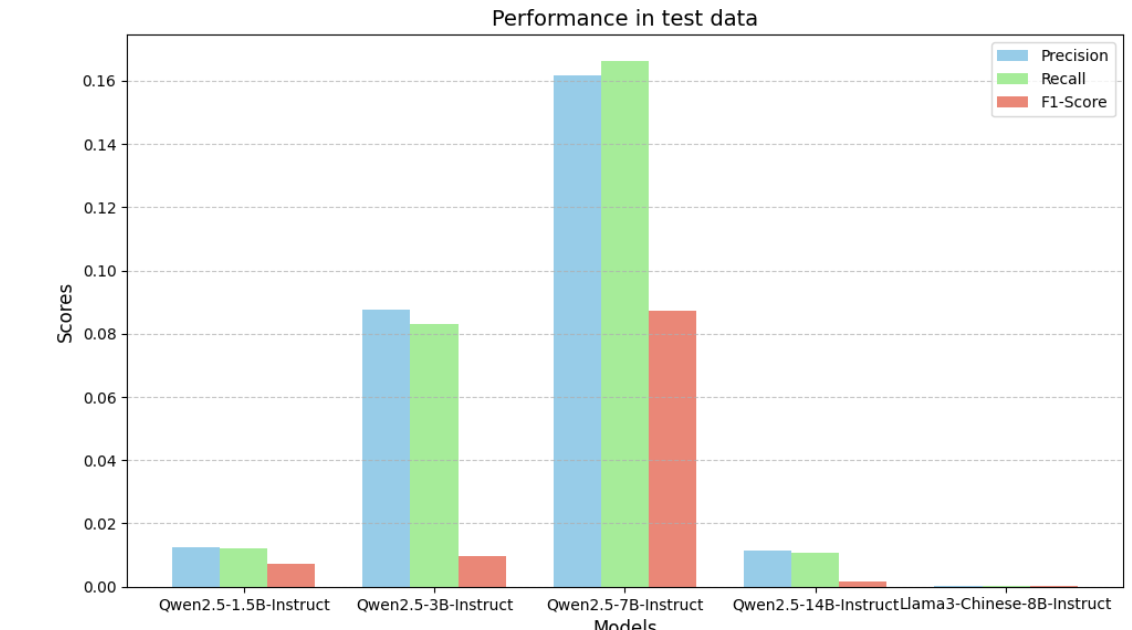 Performance in test data
Precision
Recall
F1-Score
Scores
0.16
0.14
0.12
0.10
0.08
0.06
0.04
0.02
0.00
Qwen2.5-1.5B-Instruct
Qwen2.5-3B-Instruct
Qwen2.5-7B-Instruct
Qwen2.5-14B-Instruct
Llama3-Chinese-8B-Instruct
Models